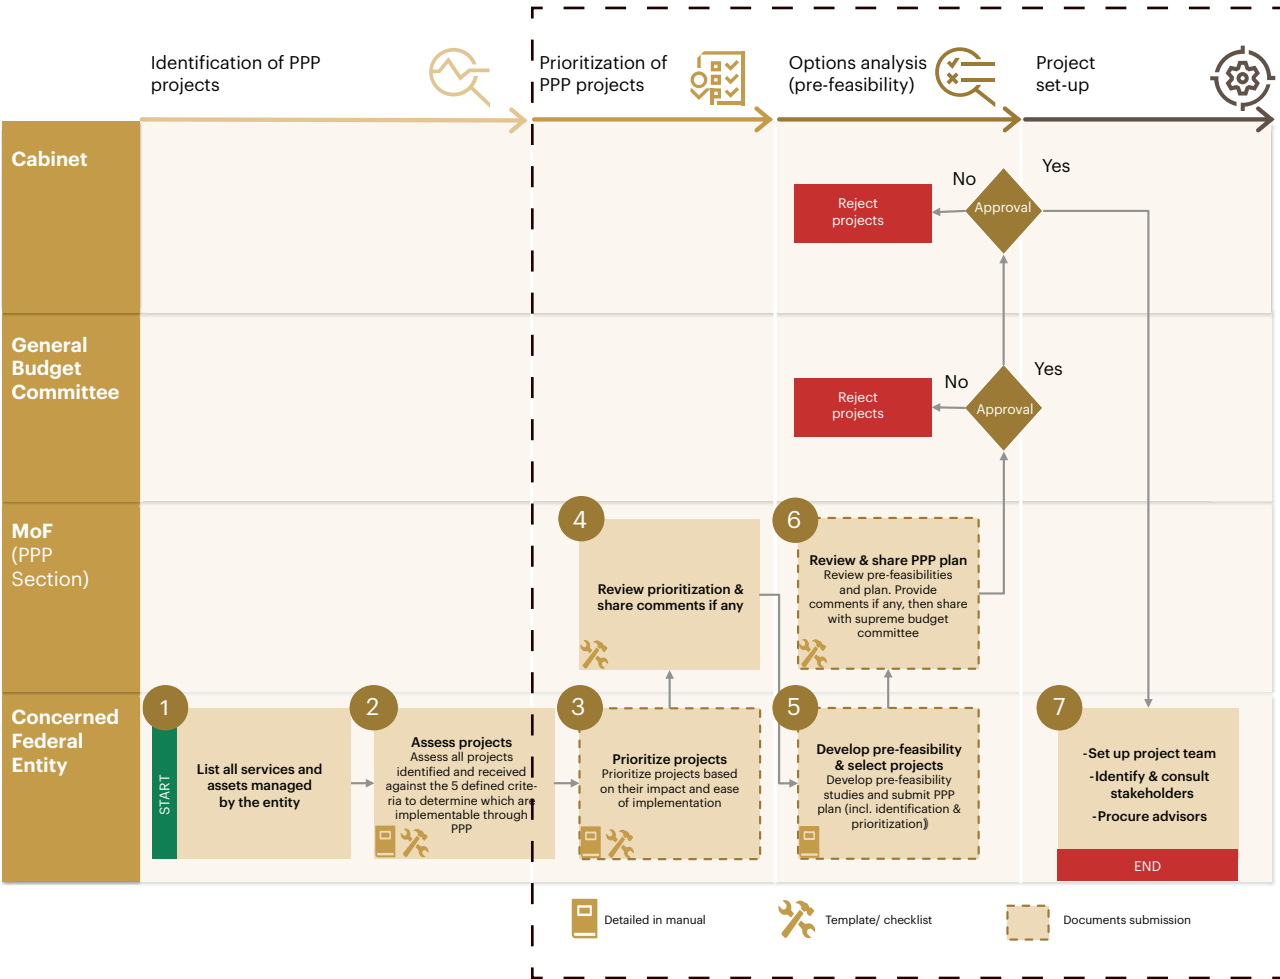 Identification of PPP
projects
Prioritization of
PPP projects
Options analysis
(pre-feasibility)
Project
set-up
Cabinet
Reject
projects
No
Approval
Yes
General
Budget
Committee
Reject
projects
No
Approval
Yes
MoF
(PPP
Section)
4
Review prioritization &
share comments if any
6
Review & share PPP plan
Review pre-feasibilities
and plan. Provide
comments if any, then share
with supreme budget
committee
Concerned
Federal
Entity
1
START
List all services and
assets managed
by the entity
2
Assess projects
Assess all projects
identified and received
against the 5 defined crite-
ria to determine which are
implementable through
PPP
3
Prioritize projects
Prioritize projects based
on their impact and ease
of implementation
5
Develop pre-feasibility
& select projects
Develop pre-feasibility
studies and submit PPP
plan (incl. identification &
prioritization))
7
-Set up project team
-Identify & consult
stakeholders
-Procure advisors
END
Detailed in manual
Template/ checklist
Documents submission